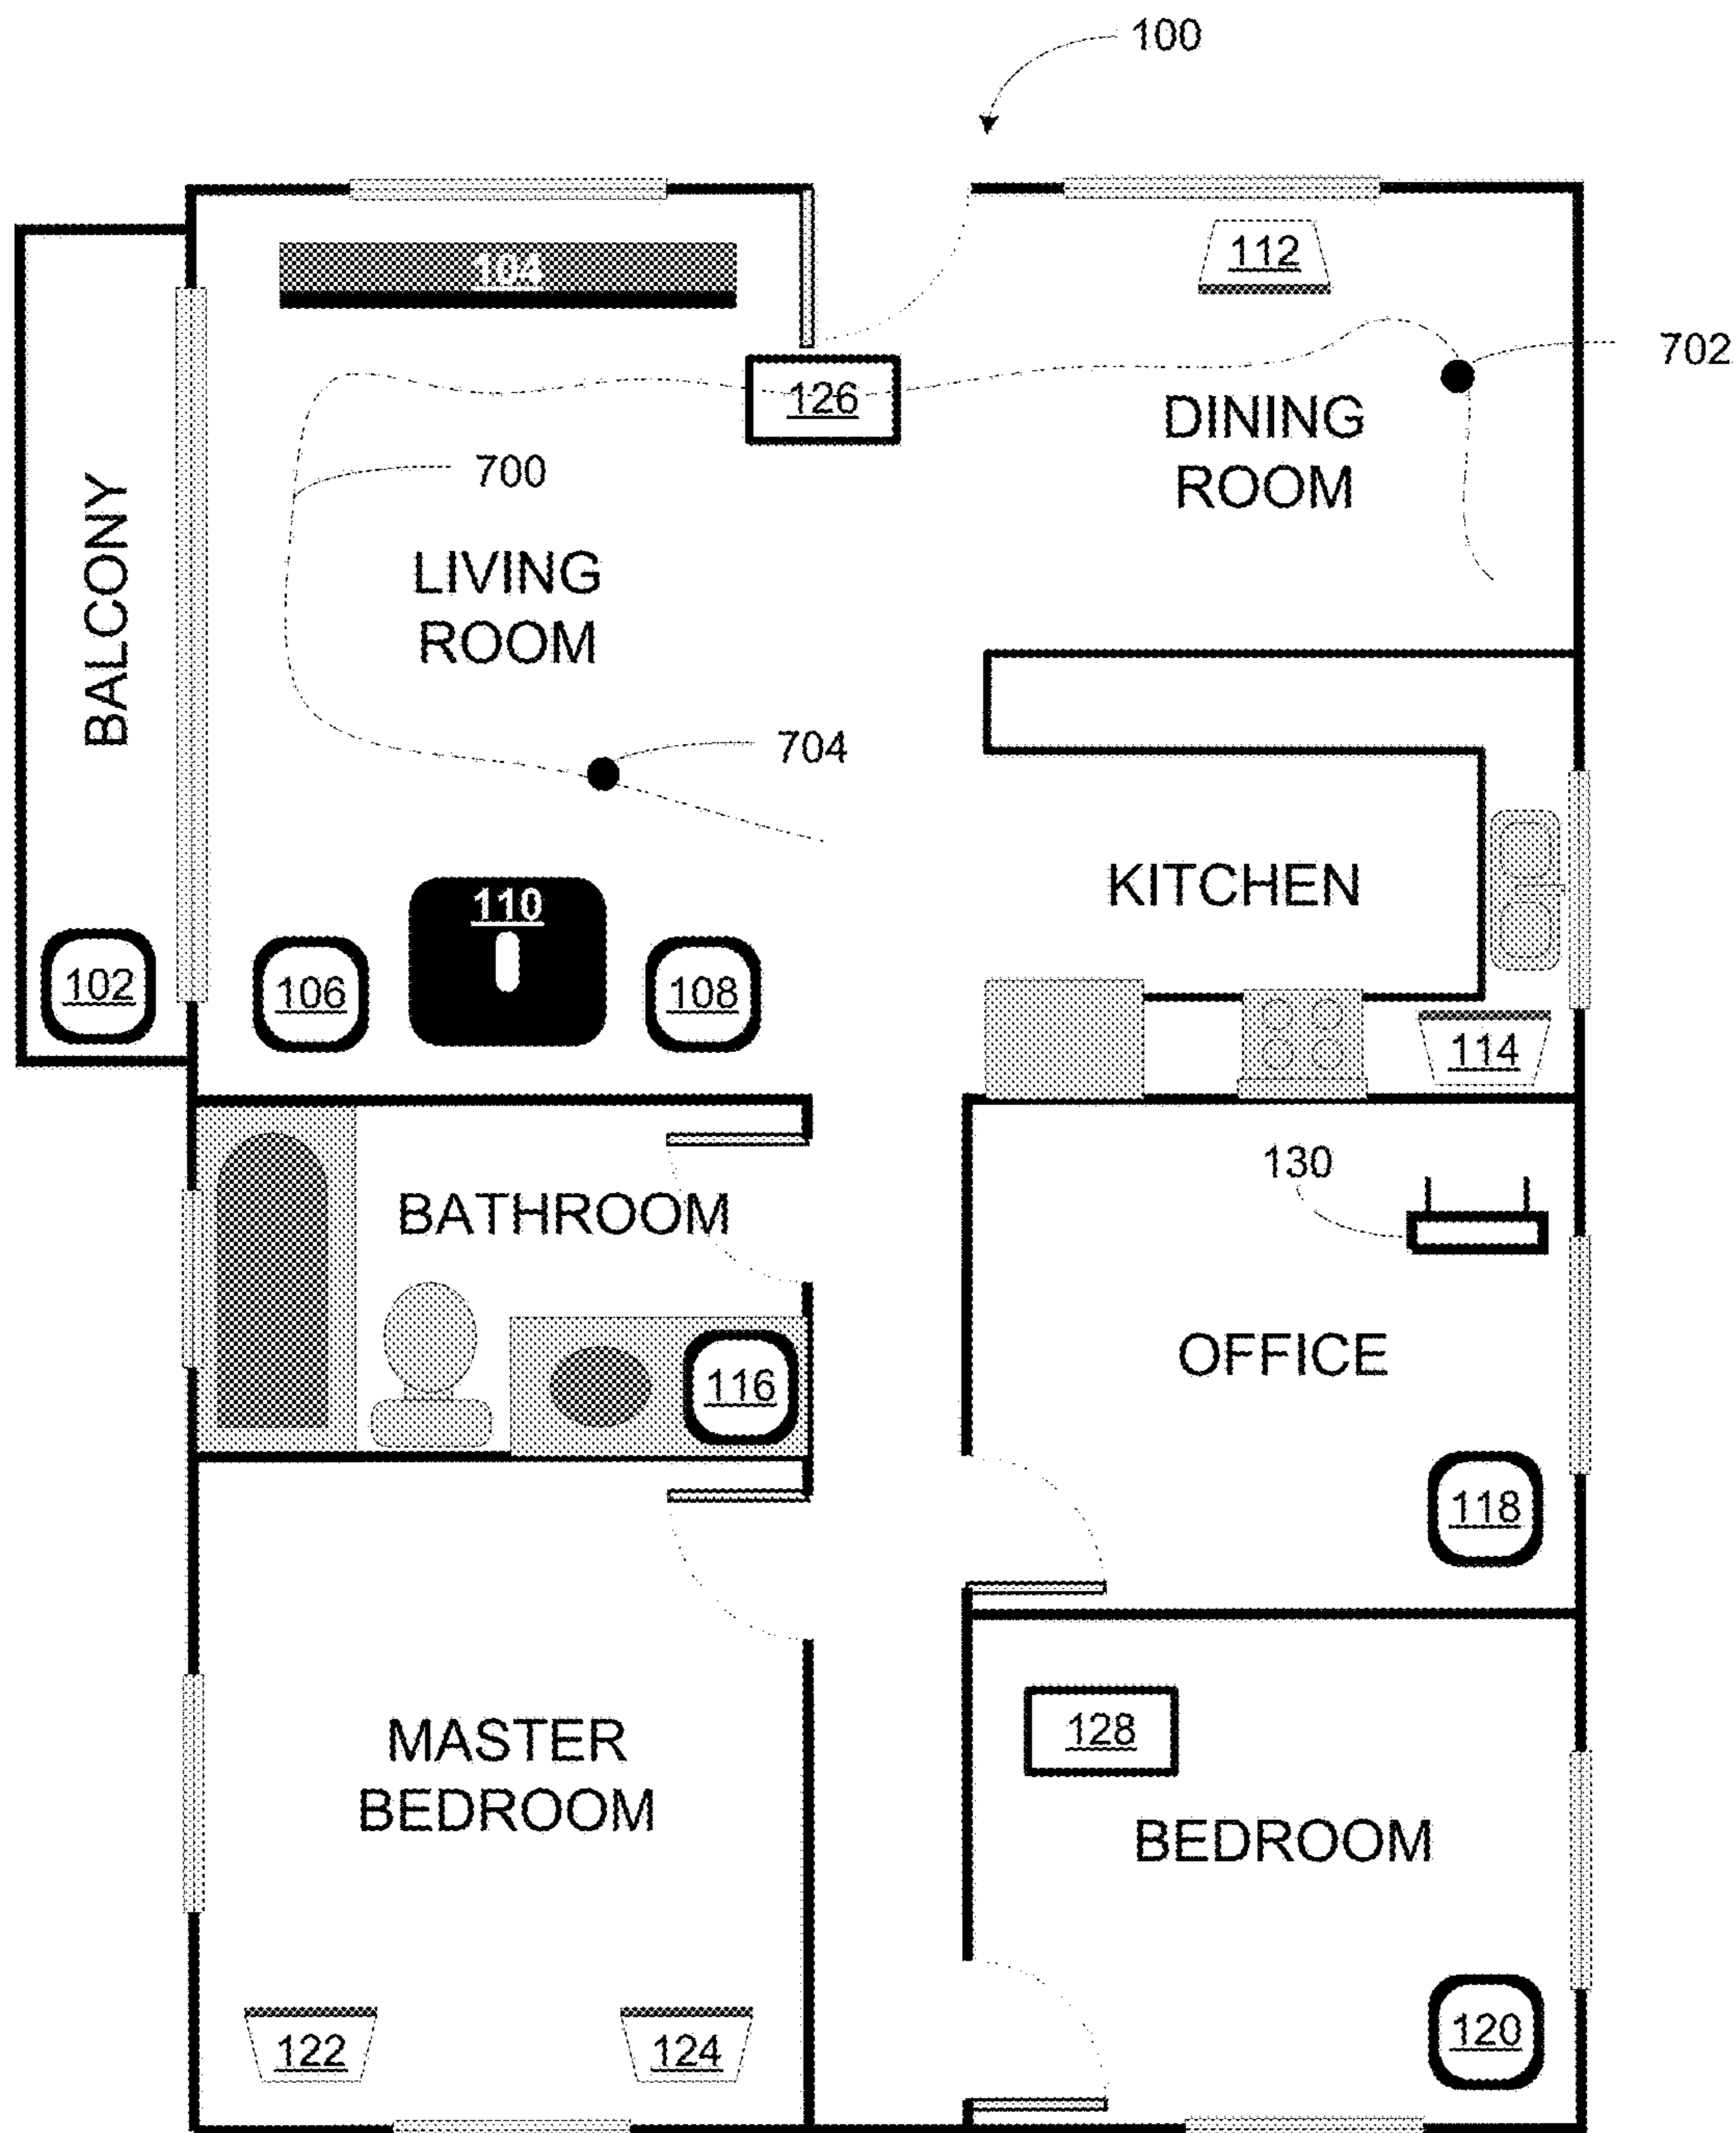 100
104
112
702
126
DINING
ROOM
700
BALCONY
LIVING
ROOM
704
KITCHEN
110
102
106
108
114
130
BATHROOM
OFFICE
116
118
128
MASTER
BEDROOM
BEDROOM
122
124
120